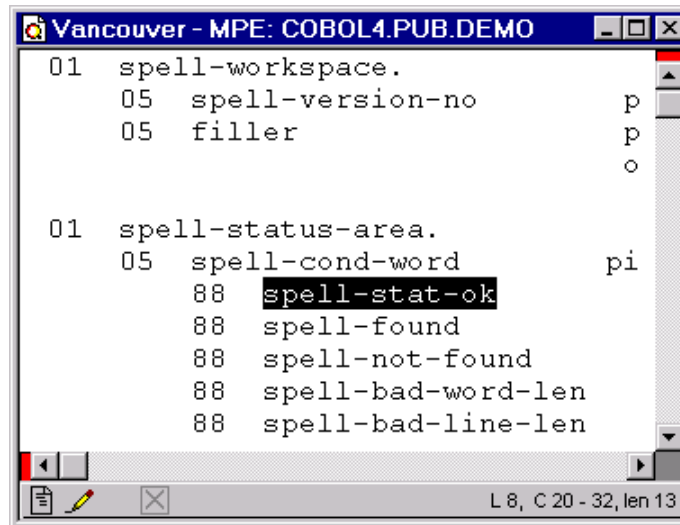 Vancouver - MPE: COBOL4.PUB.DEMO
01 spell-workspace.
05 spell-version-no p
05 filler p
o
01 spell-status-area.
05 spell-cond-word pi
88 spell-stat-ok
88 spell-found
88 spell-not-found
88 spell-bad-word-len
88 spell-bad-line-len
L 8, C 20 - 32, len 13